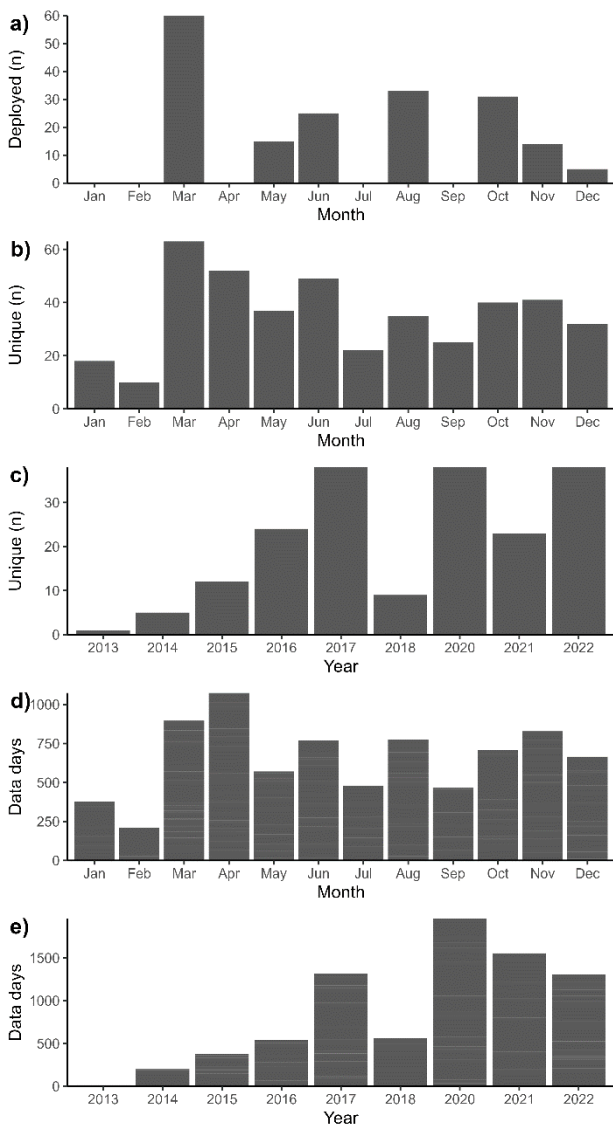 a)
Deployed (n)
60
50
40
30
20
10
0
Jan Feb Mar Apr May Jun Jul Aug Sep Oct Nov Dec
Month
b)
Unique (n)
60
40
20
0
Jan Feb Mar Apr May Jun Jul Aug Sep Oct Nov Dec
Month
c)
Unique (n)
30
20
10
0
2013 2014 2015 2016 2017 2018 2020 2021 2022
Year
d)
Data days
1000
750
500
250
0
Jan Feb Mar Apr May Jun Jul Aug Sep Oct Nov Dec
Month
e)
Data days
1500
1000
500
0
2013 2014 2015 2016 2017 2018 2020 2021 2022
Year